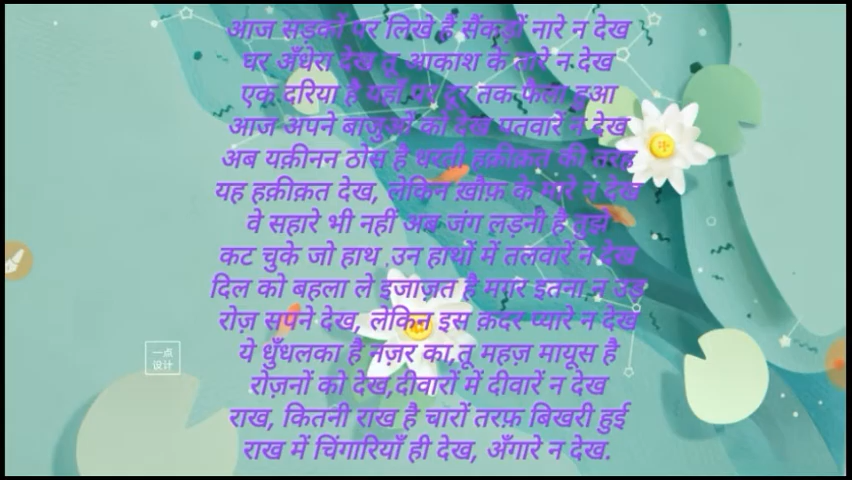 आज सड़कों पर लिखे हैं सैंकड़ों नारे न देख
घर अँधेरा देख तू आकाश के तारे न देख
एक दरिया है यहाँ पर दूर तक फैला हुआ
आज अपने बाजुओं को देख पतवारें न देख
अब यक़ीनन ठोस है धरती हक़ीक़त की तरह
यह हक़ीक़त देख, लेकिन ख़ौफ़ के मारे न देख
वे सहारे भी नहीं अब जंग लड़नी है तुझे
कट चुके जो हाथ ,उन हाथों में तलवारें न देख
दिल को बहला ले इजाज़त है मगर इतना न उड़
रोज़ सपने देख, लेकिन इस क़दर प्यारे न देख
ये धुँधलका है नज़र का,तू महज़ मायूस है
रोज़नों को देख,दीवारों में दीवारें न देख
राख, कितनी राख है चारों तरफ़ बिखरी हुई
राख में चिंगारियाँ ही देख, अँगारे न देख.
一点
设计